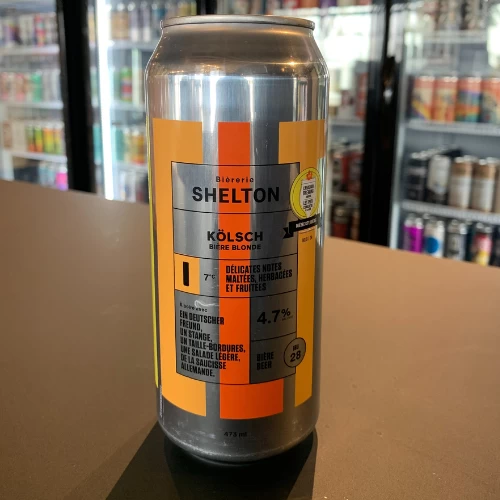 Bièrerie
SHELTON
KÖLSCH
BIÈRE BLONDE
7°C
DÉLICATES NOTES
MALTÉES, HERBACÉES
ET FRUITÉES
EIN DEUTSCHER
FREUND,
UN STANGE,
UN TAILLE-BORDURES,
UNE SALADE LÉGÈRE,
DE LA SAUCISSE
ALLEMANDE.
4.7%
BIÈRE
BEER
28
473 ml